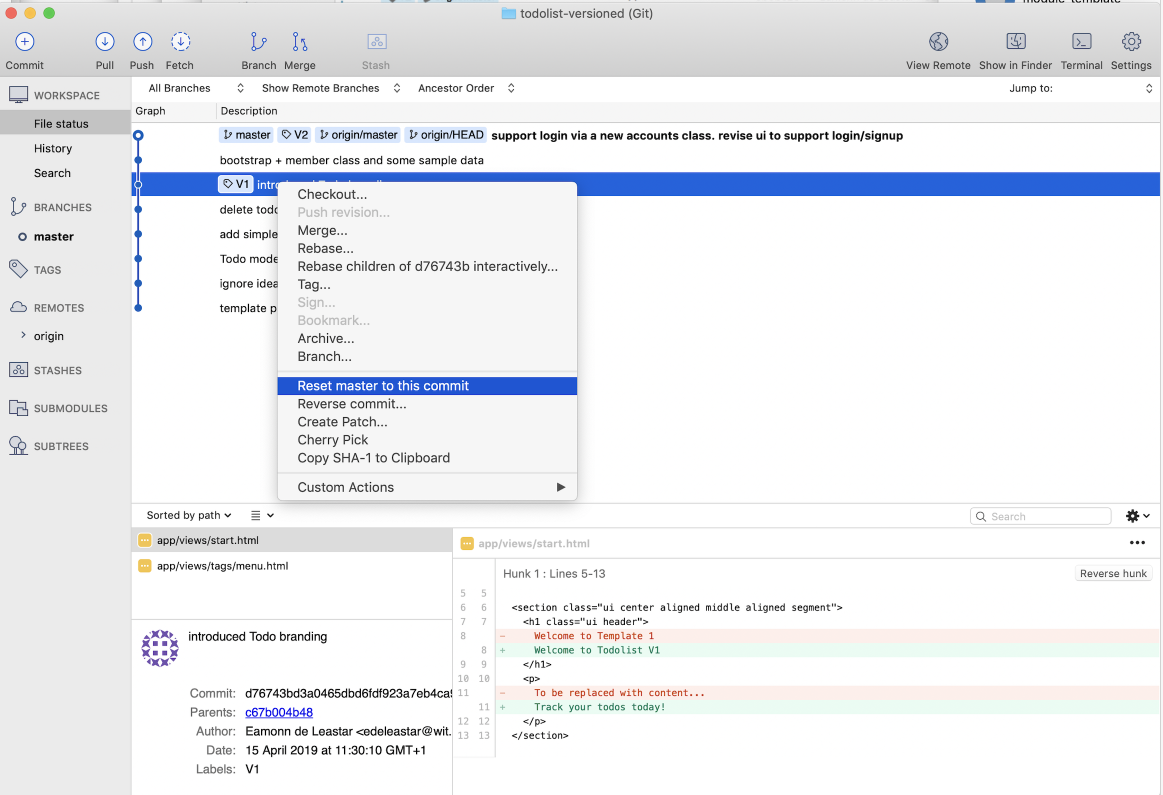 module-template
todolist-versioned (Git)
Commit Pull Push Fetch Branch Merge Stash View Remote Show in Finder Terminal Settings
WORKSPACE
File status
History
Search
BRANCHES
master
TAGS
REMOTES
origin
STASHES
SUBMODULES
SUBTREES
All Branches Show Remote Branches Ancestor Order Jump to:
Graph Description
master V2 origin/master origin/HEAD support login via a new accounts class. revise ui to support login/signup
bootstrap + member class and some sample data
V1
delete todo
add simple
Todo mode
ignore idea
template p
Checkout...
Push revision...
Merge...
Rebase...
Rebase children of d76743b interactively...
Tag...
Sign...
Bookmark...
Archive...
Branch...
Reset master to this commit
Reverse commit...
Create Patch...
Cherry Pick
Copy SHA-1 to Clipboard
Custom Actions
Sorted by path Search
app/views/start.html
app/views/tags/menu.html
introduced Todo branding
Commit: d76743bd3a0465dbd6fdf923a7eb4ca
Parents: c67b004b48
Author: Eamonn de Leastar <edeleastar@wit.
Date: 15 April 2019 at 11:30:10 GMT+1
Labels: V1
app/views/start.html
Hunk 1 : Lines 5-13 Reverse hunk
5 5
6 6 <section class="ui center aligned middle aligned segment">
7 7 <h1 class="ui header">
8 - Welcome to Template 1
8 + Welcome to Todolist V1
9 9 </h1>
10 10 <p>
11 - To be replaced with content...
11 + Track your todos today!
12 12 </p>
13 13 </section>